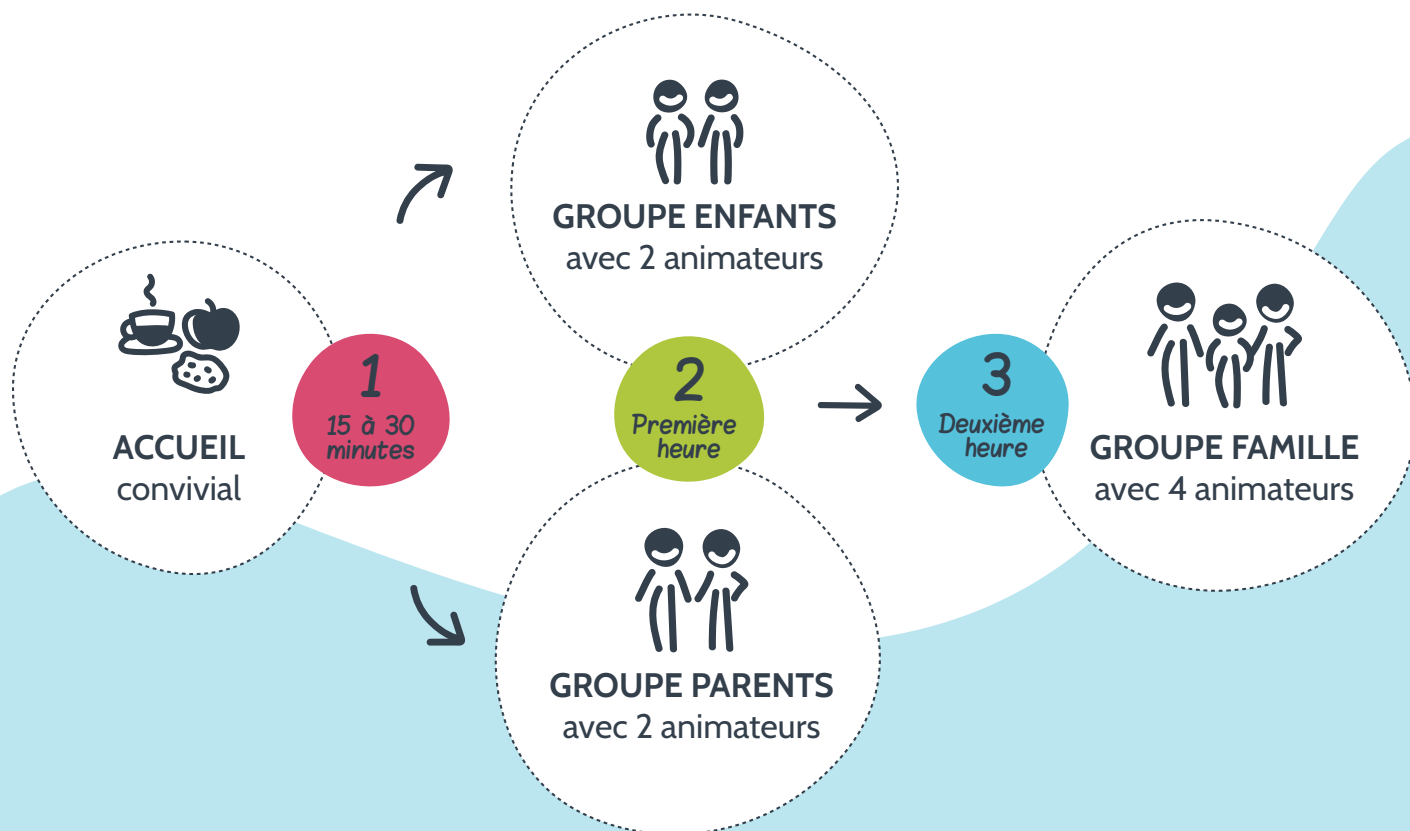 ACCUEIL
convivial
1
15 à 30
minutes
GROUPE ENFANTS
avec 2 animateurs
2
Première
heure
GROUPE PARENTS
avec 2 animateurs
3
Deuxième
heure
GROUPE FAMILLE
avec 4 animateurs